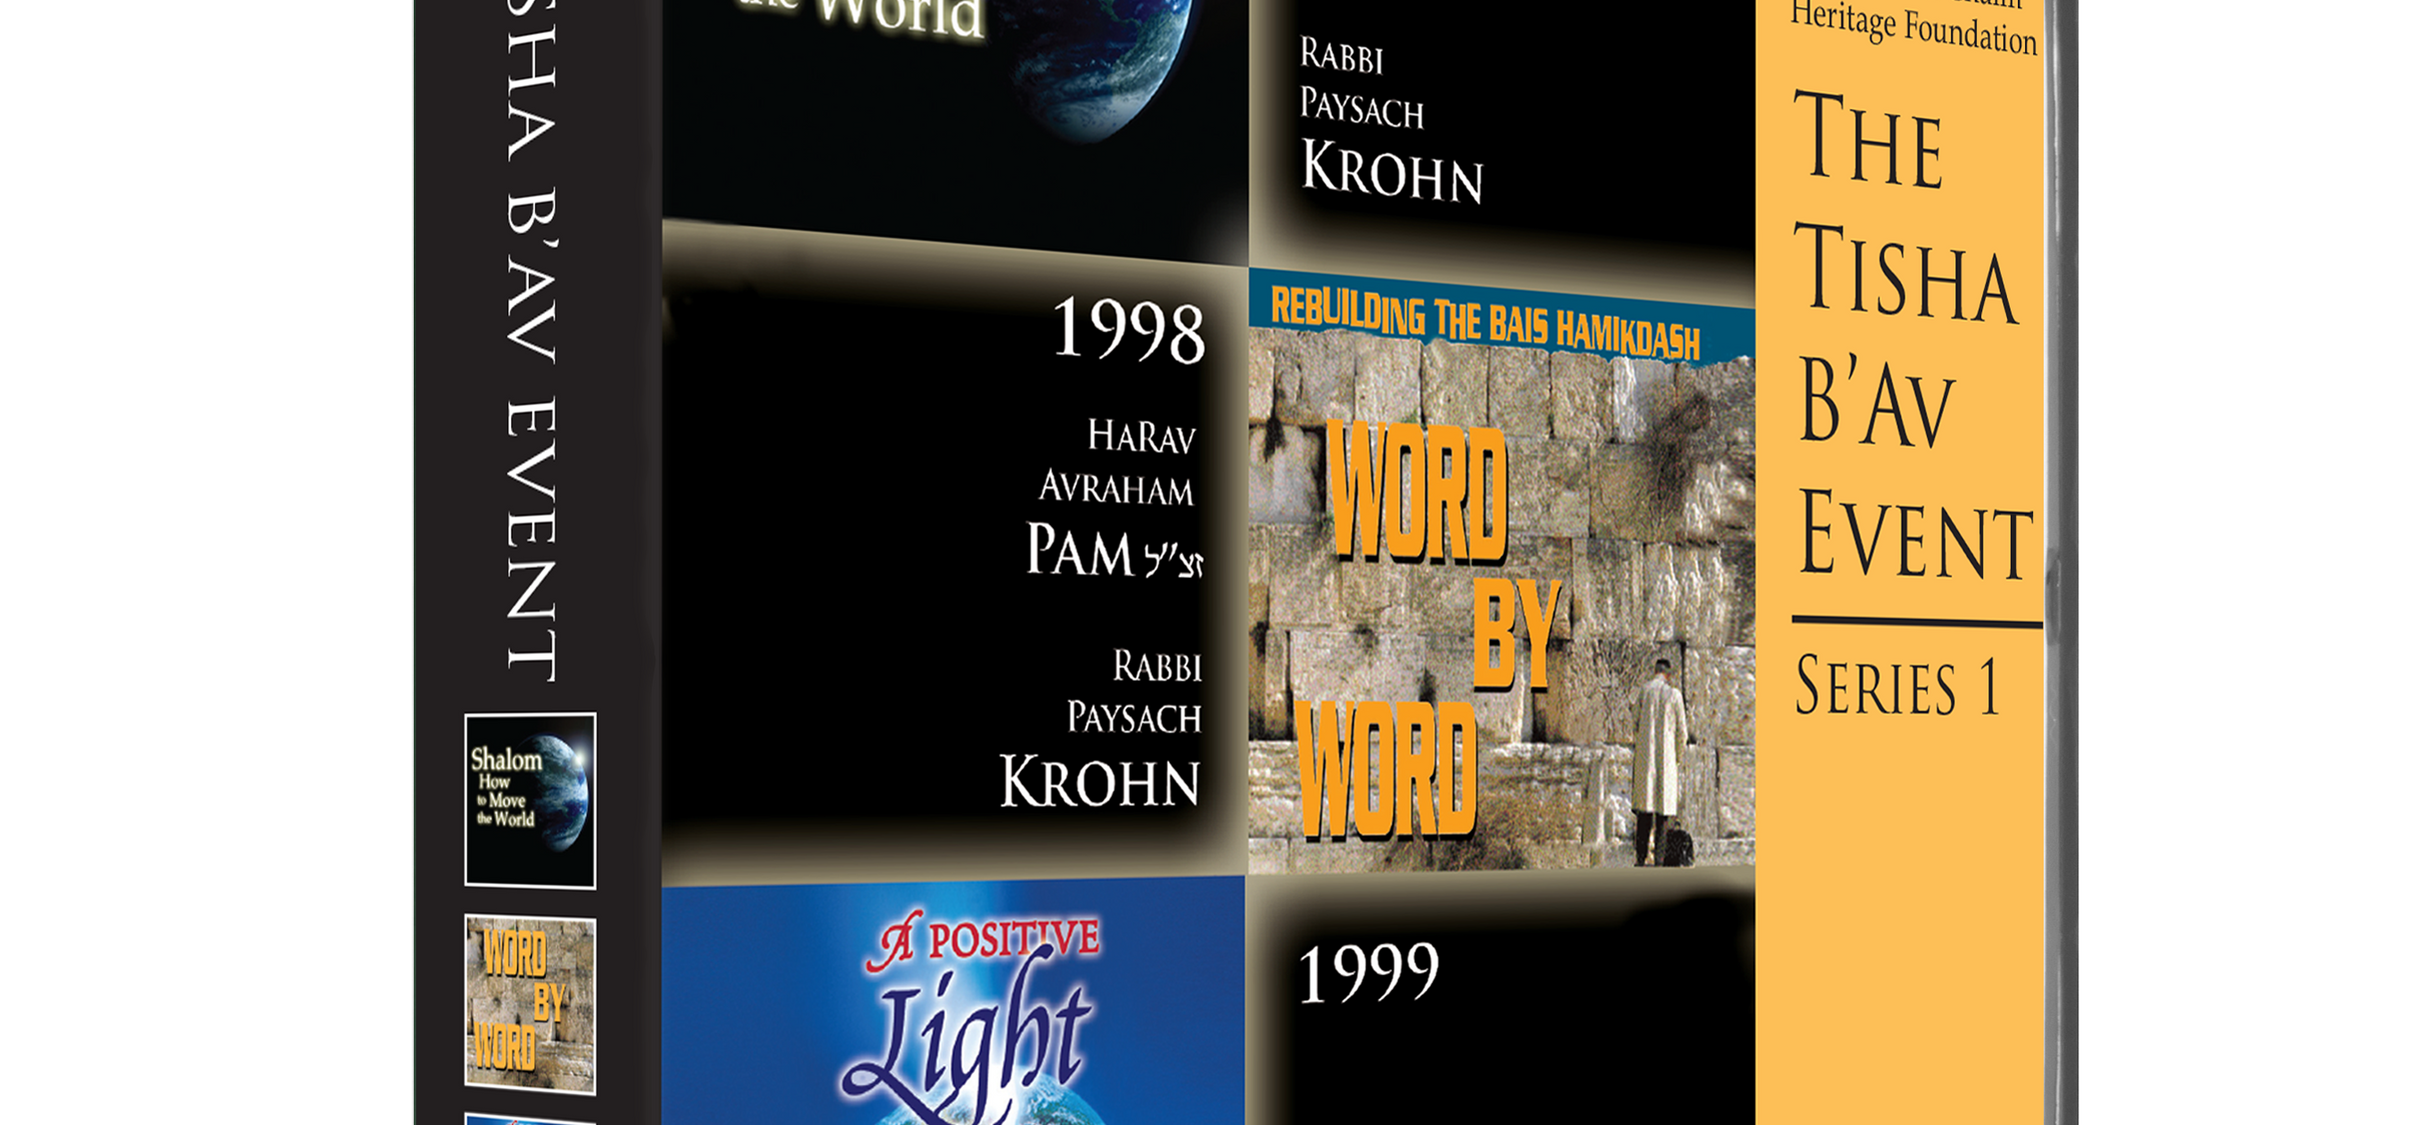 SHA B'AV EVENT
Shalom
How
to Move
the World
WORD
BY
WORD
the World
RABBI
PAYSACH
KROHN
1998
HARAV
AVRAHAM
PAM זצ"ל
RABBI
PAYSACH
KROHN
REBUILDING THE BAIS HAMIKDASH
WORD
BY
WORD
A POSITIVE
Light
1999
Heritage Foundation
THE
TISHA
B'AV
EVENT
SERIES 1